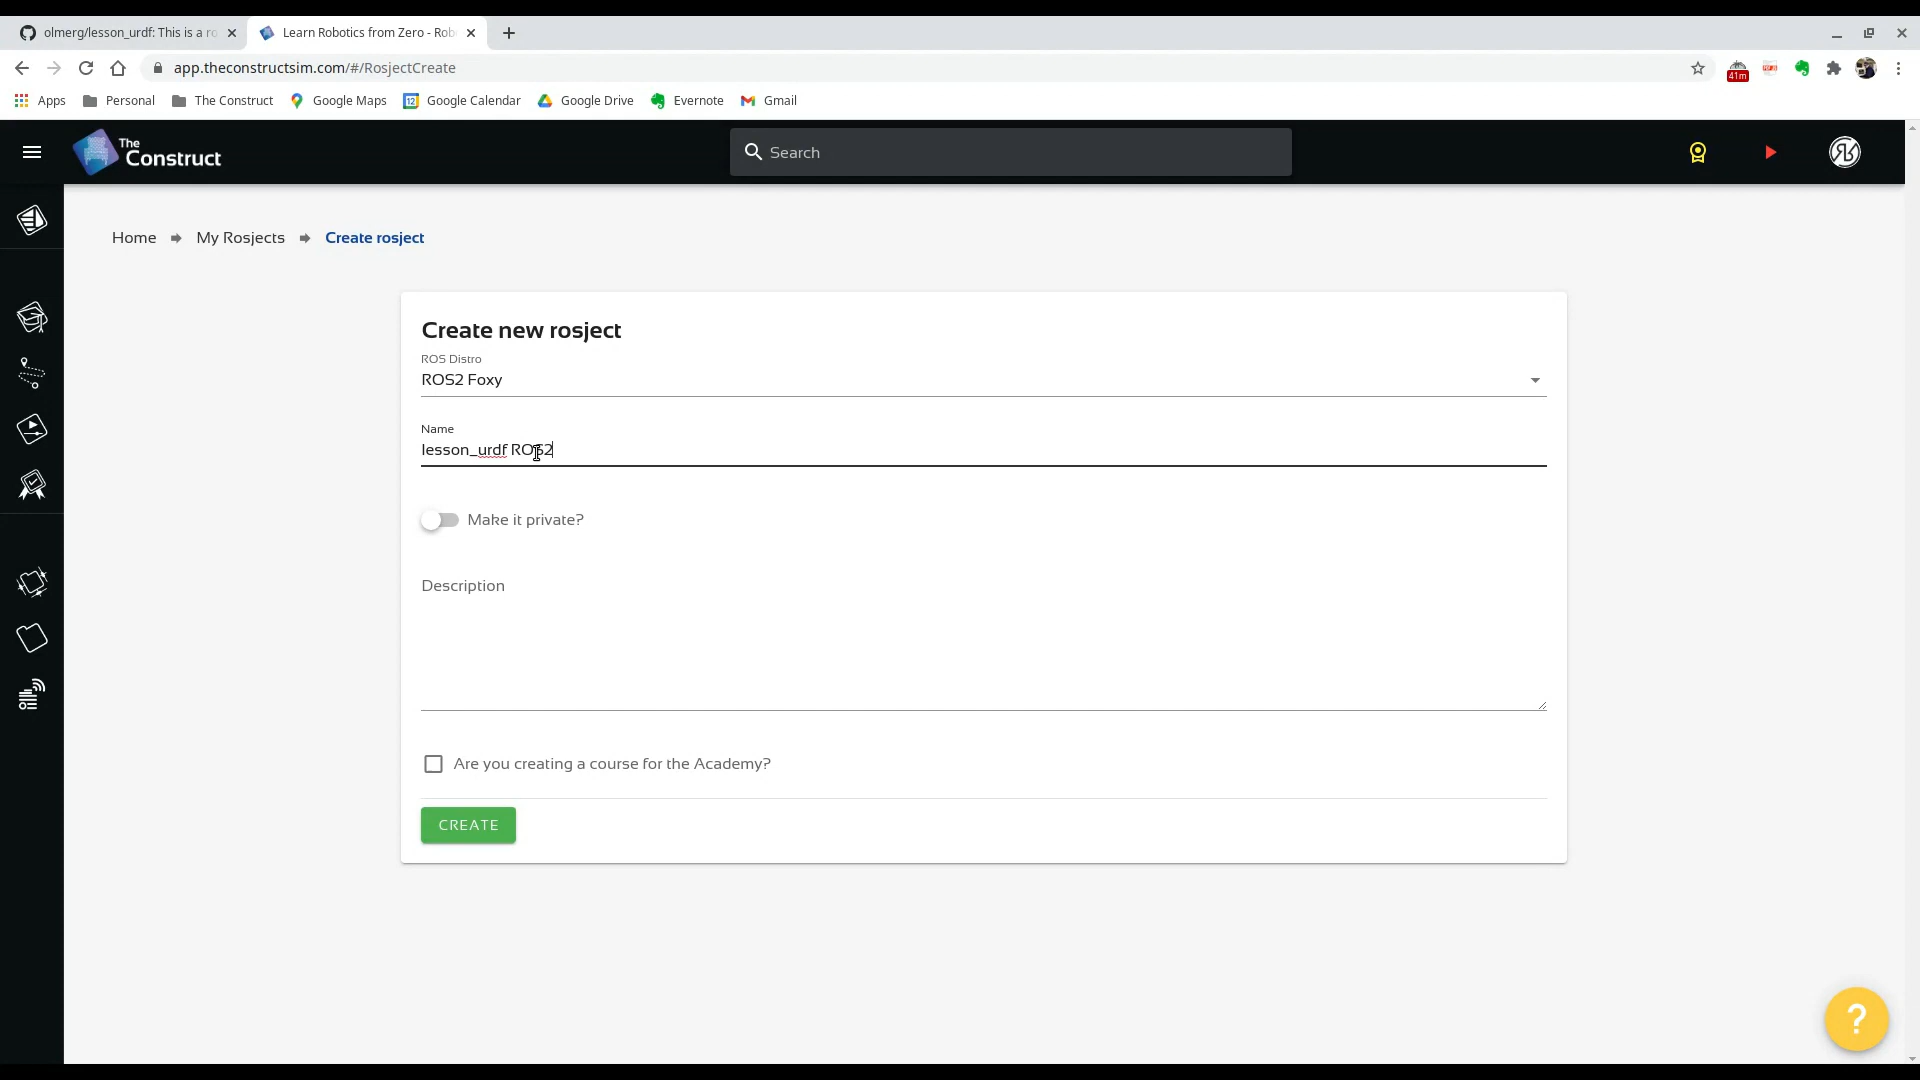 olmerg/lesson_urdf: This is a ro
Learn Robotics from Zero - Rob
app.theconstructsim.com/#/RosjectCreate
41m
Apps Personal The Construct Google Maps Google Calendar Google Drive Evernote Gmail
The Construct
Search
Home My Rosjects Create rosject
Create new rosject
ROS Distro
ROS2 Foxy
Name
lesson_urdf ROS2
Make it private?
Description
Are you creating a course for the Academy?
CREATE
?